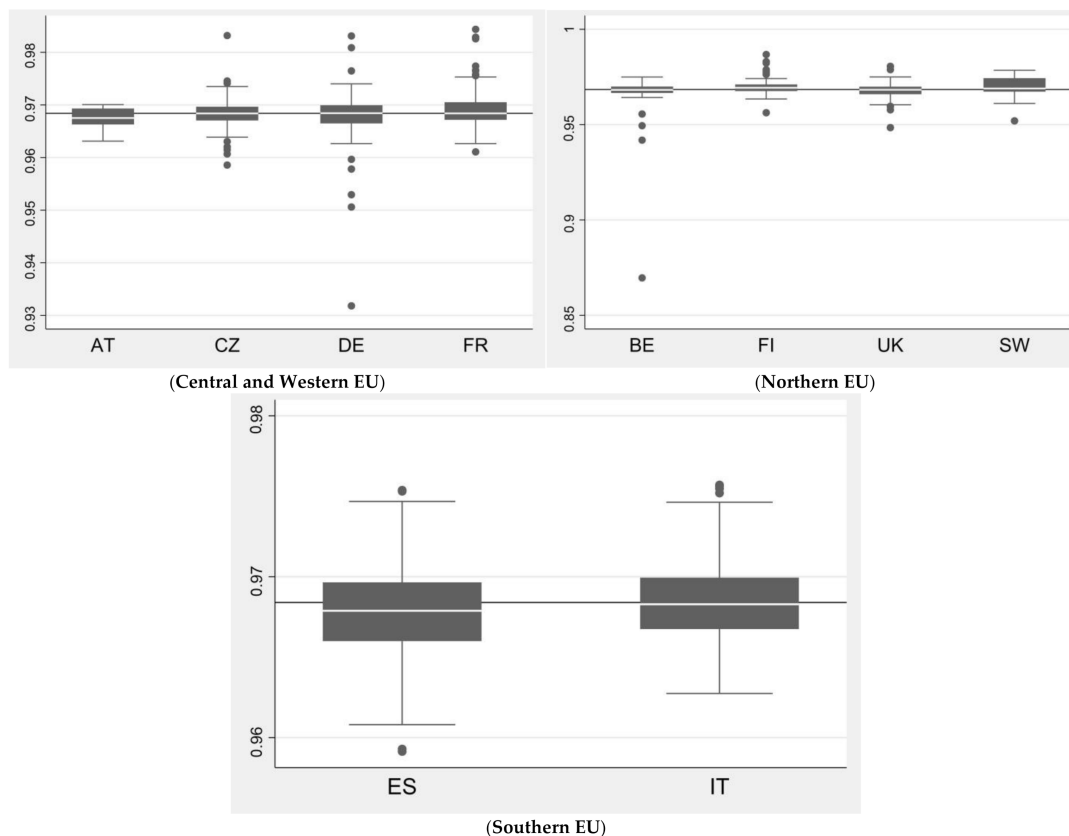 0.98
0.97
0.96
0.95
0.94
0.93
AT CZ DE FR
(Central and Western EU)
1
0.95
0.9
0.85
BE FI UK SW
(Northern EU)
0.98
0.97
0.96
ES IT
(Southern EU)